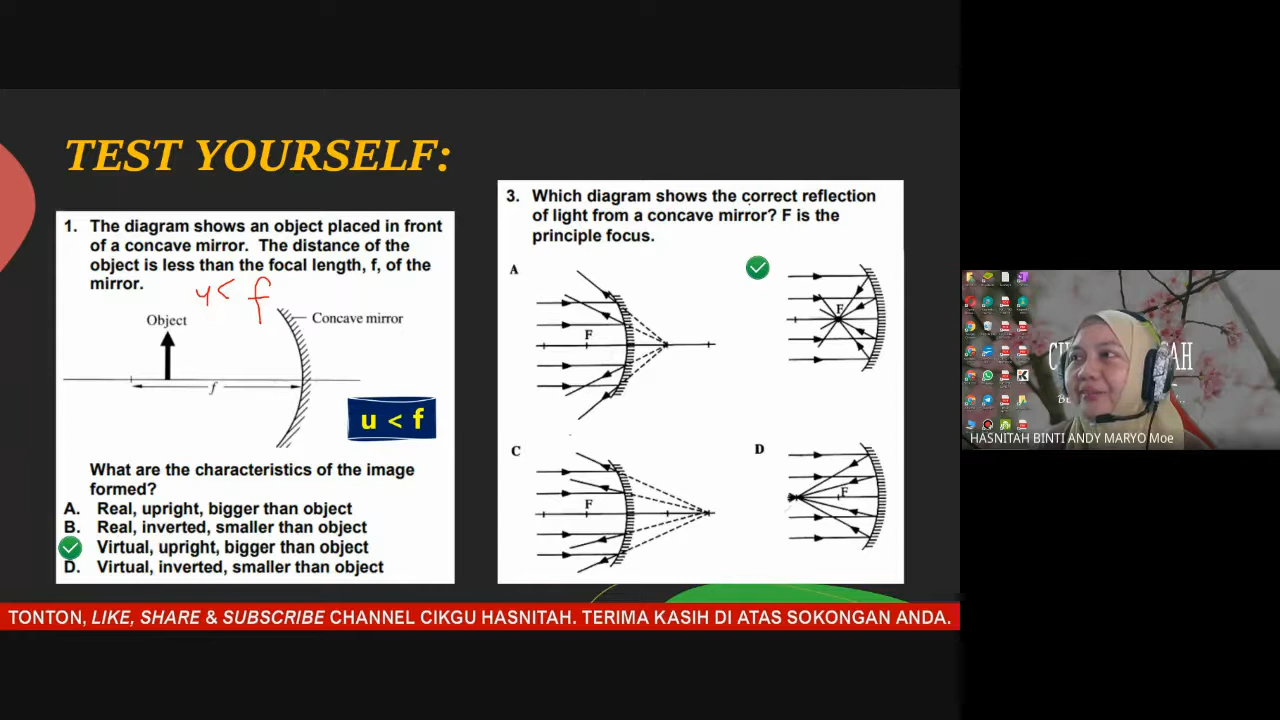 TEST YOURSELF:
1. The diagram shows an object placed in front
of a concave mirror. The distance of the
object is less than the focal length, f, of the
mirror.
u < f
Object
Concave mirror
f
u < f
What are the characteristics of the image
formed?
A. Real, upright, bigger than object
B. Real, inverted, smaller than object
Virtual, upright, bigger than object
D. Virtual, inverted, smaller than object
3. Which diagram shows the correct reflection
of light from a concave mirror? F is the
principle focus.
A
F
F
C
F
D
F
HASNITAH BINTI ANDY MARYO Moe
TONTON, LIKE, SHARE & SUBSCRIBE CHANNEL CIKGU HASNITAH. TERIMA KASIH DI ATAS SOKONGAN ANDA.